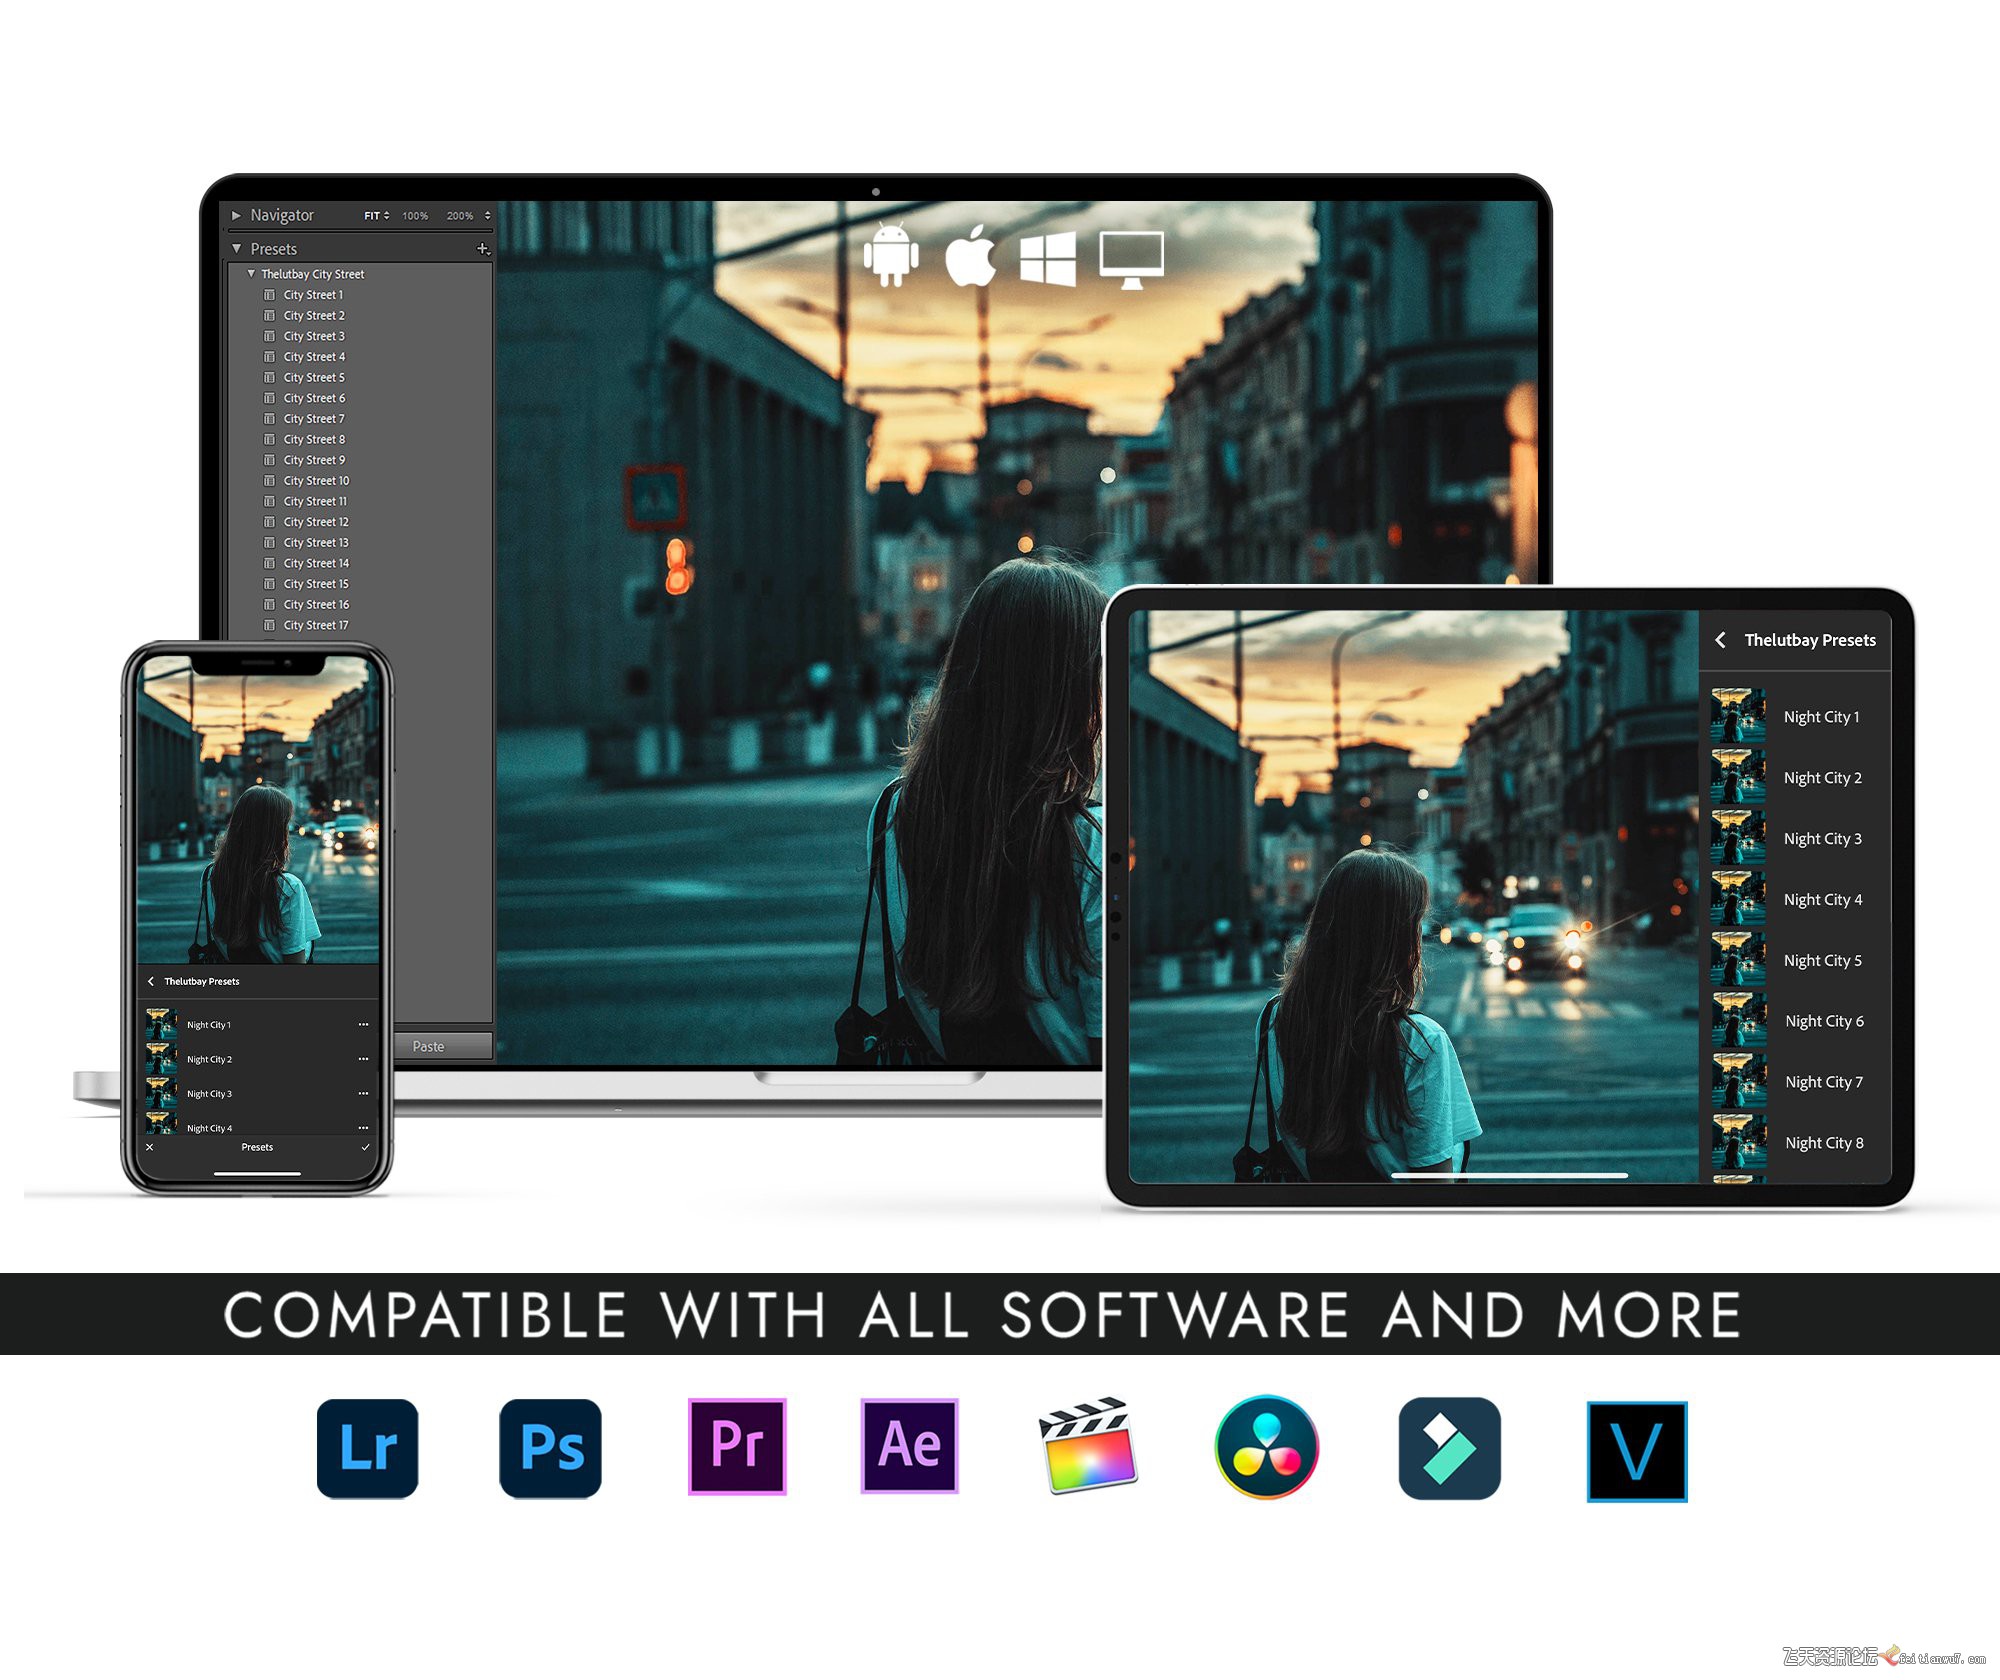 Navigator FIT 100% 200%
Presets
Thelutbay City Street
City Street 1
City Street 2
City Street 3
City Street 4
City Street 5
City Street 6
City Street 7
City Street 8
City Street 9
City Street 10
City Street 11
City Street 12
City Street 13
City Street 14
City Street 15
City Street 16
City Street 17
Paste
Thelutbay Presets
Night City 1
Night City 2
Night City 3
Night City 4
Presets
Thelutbay Presets
Night City 1
Night City 2
Night City 3
Night City 4
Night City 5
Night City 6
Night City 7
Night City 8
COMPATIBLE WITH ALL SOFTWARE AND MORE
Lr Ps Pr Ae V
飞天资源论坛 feitianwu7.com